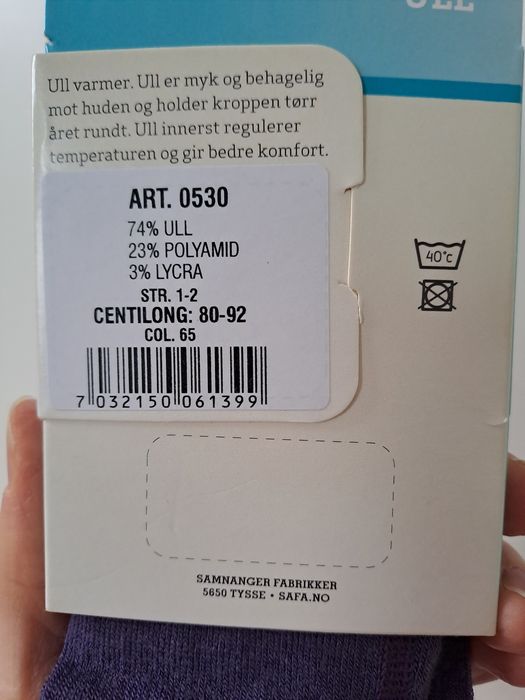 ULL
Ull varmer. Ull er myk og behagelig
mot huden og holder kroppen tørr
året rundt. Ull innerst regulerer
temperaturen og gir bedre komfort.
ART. 0530
74% ULL
23% POLYAMID
3% LYCRA
STR. 1-2
CENTILONG: 80-92
COL. 65
7 032150 061399
40°c
SAMNANGER FABRIKKER
5650 TYSSE • SAFA.NO